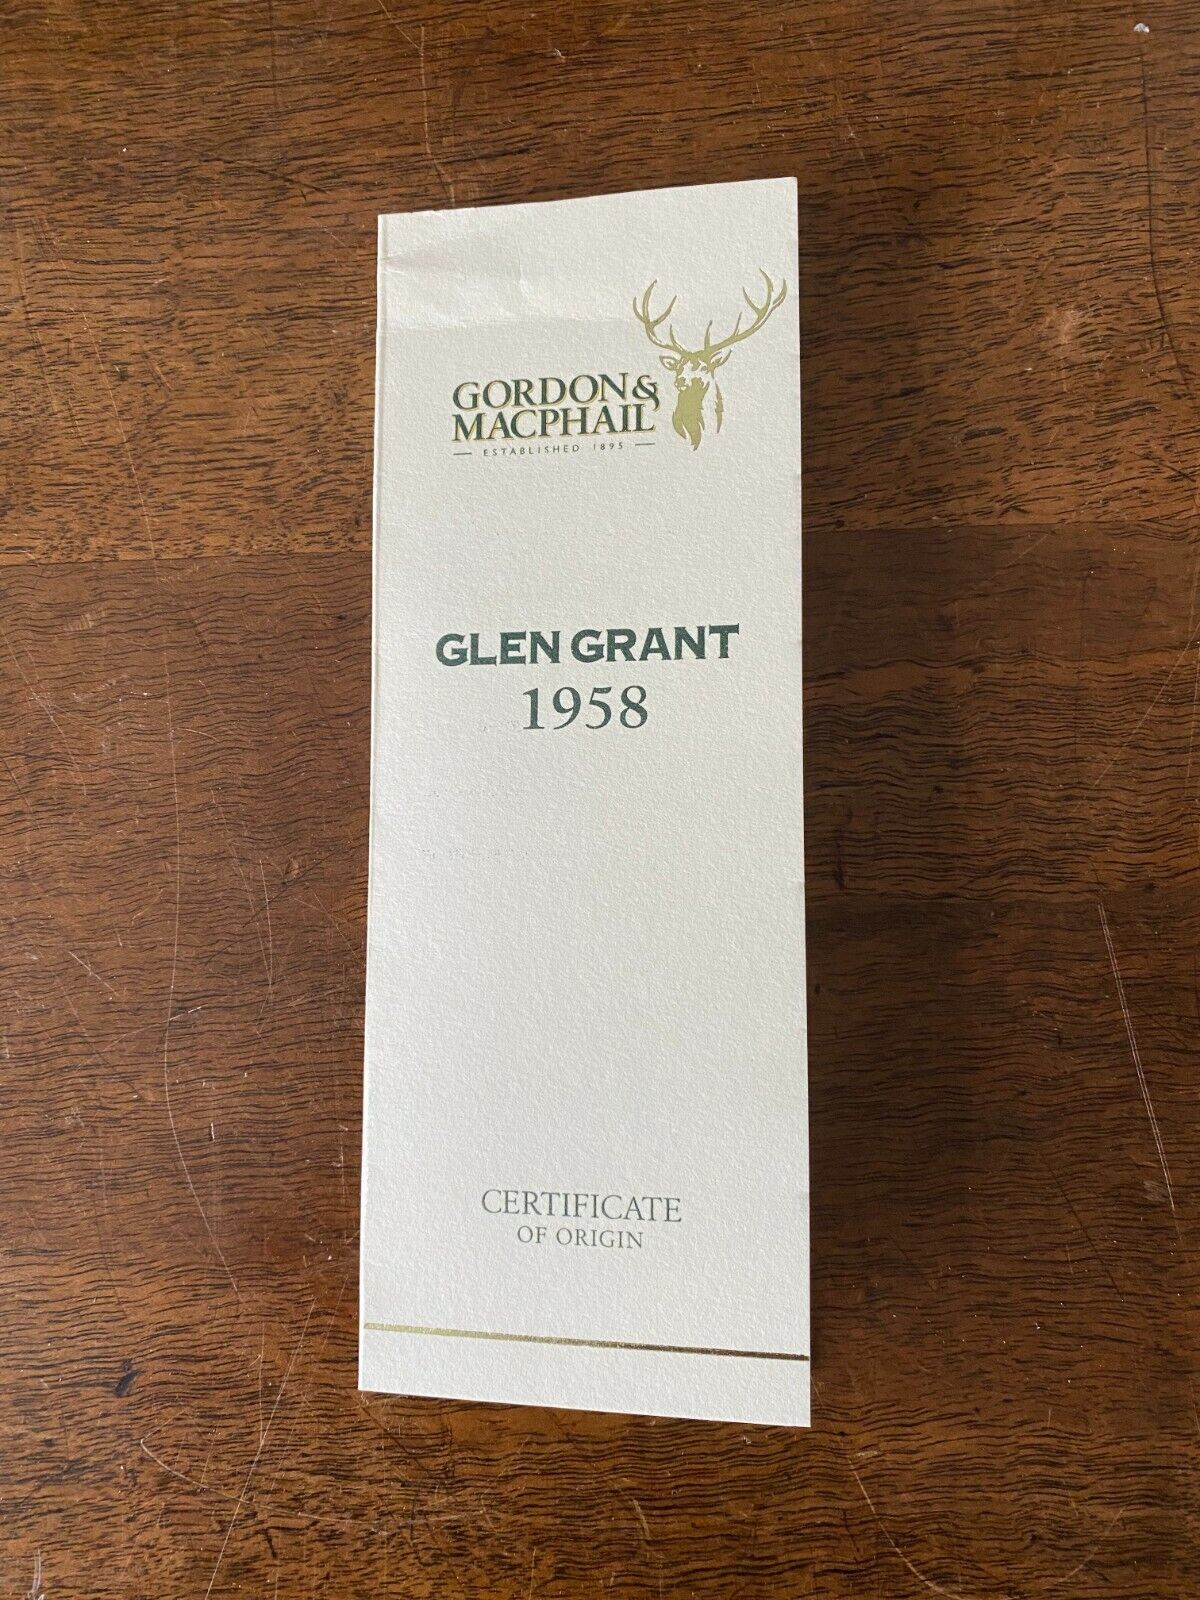 GORDON &
MACPHAIL
ESTABLISHED 1895
GLEN GRANT
1958
CERTIFICATE
OF ORIGIN